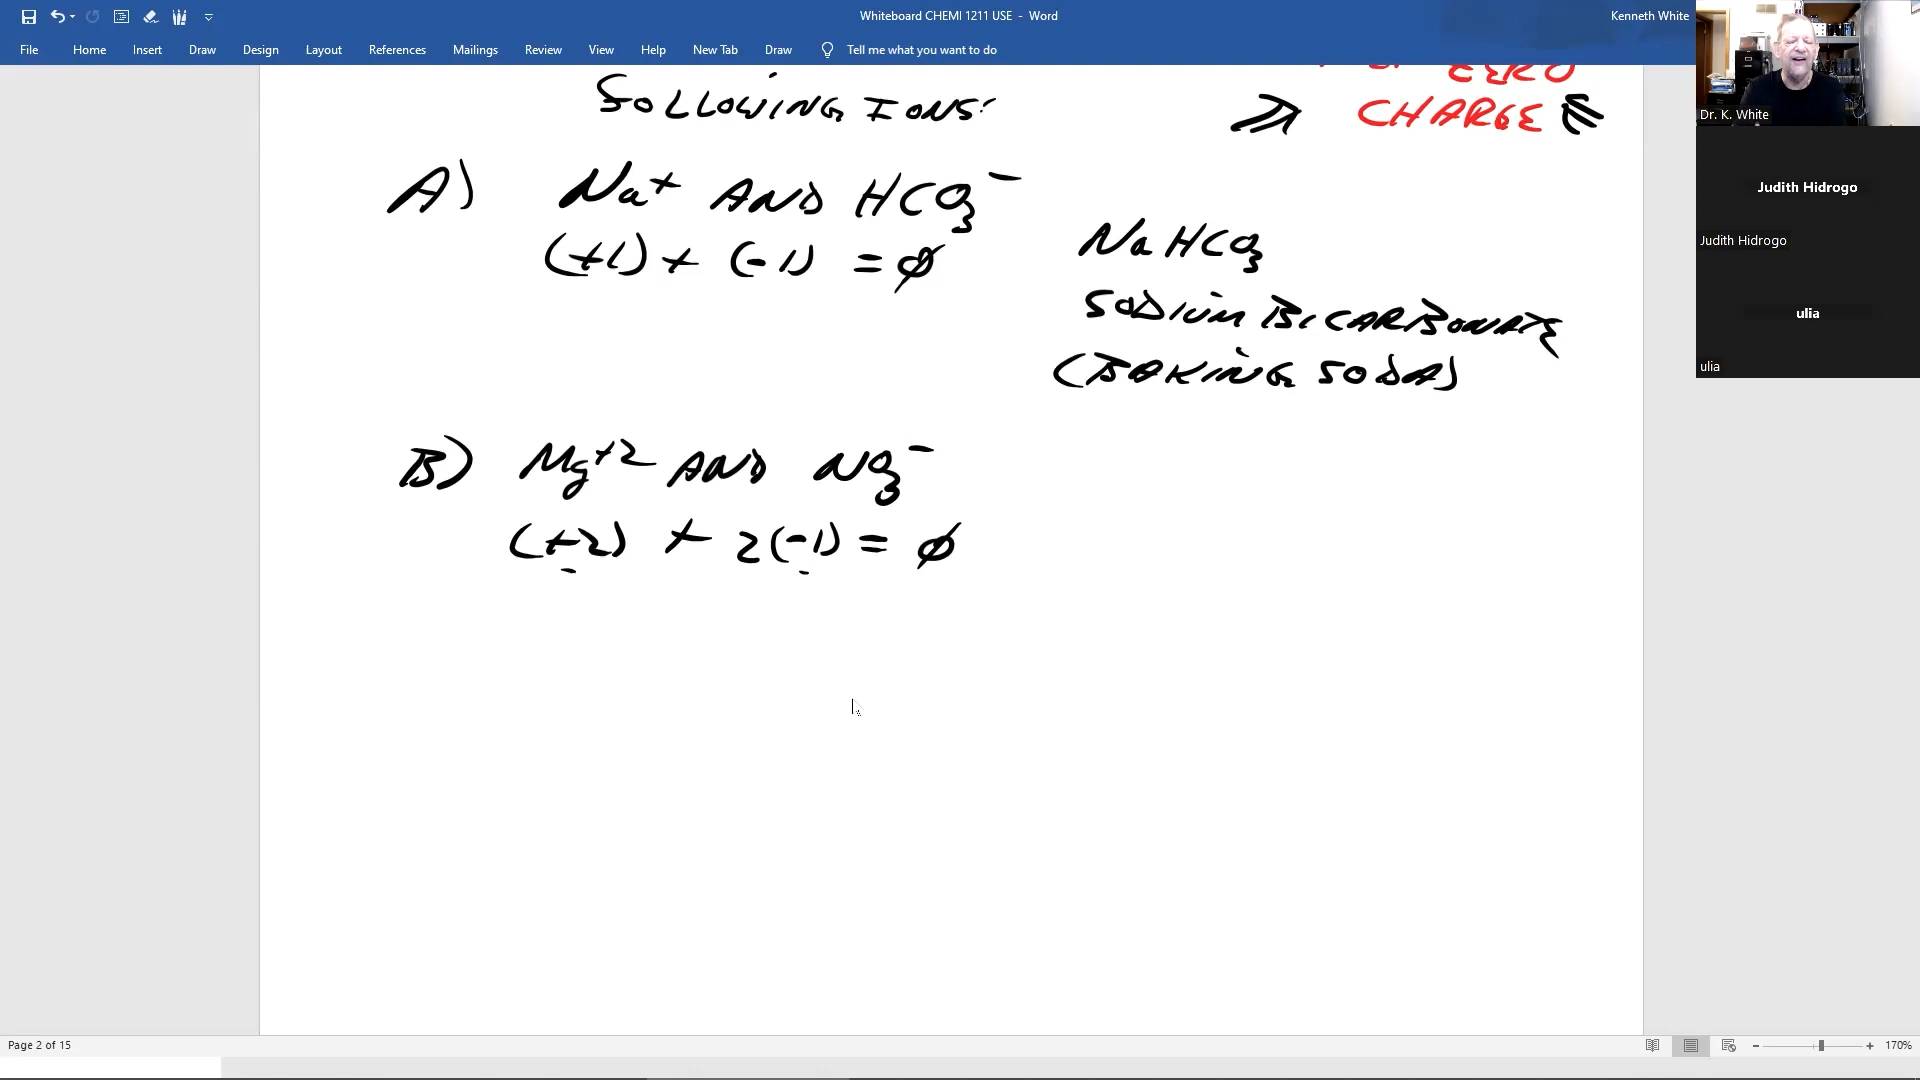 Whiteboard CHEMI 1211 USE - Word
Kenneth White
File Home Insert Draw Design Layout References Mailings Review View Help New Tab Draw Tell me what you want to do
ZERO
FOLLOWING IONS:
CHARGE
Dr. K. White
A) Na+ AND HCO3-
Judith Hidrogo
(+1) + (-1) = ∅
NaHCO3
Judith Hidrogo
SODIUM BICARBONATE
ulia
(BAKING SODA)
ulia
B) Mg+2 AND NO3-
(+2) + 2(-1) = ∅
Page 2 of 15
170%